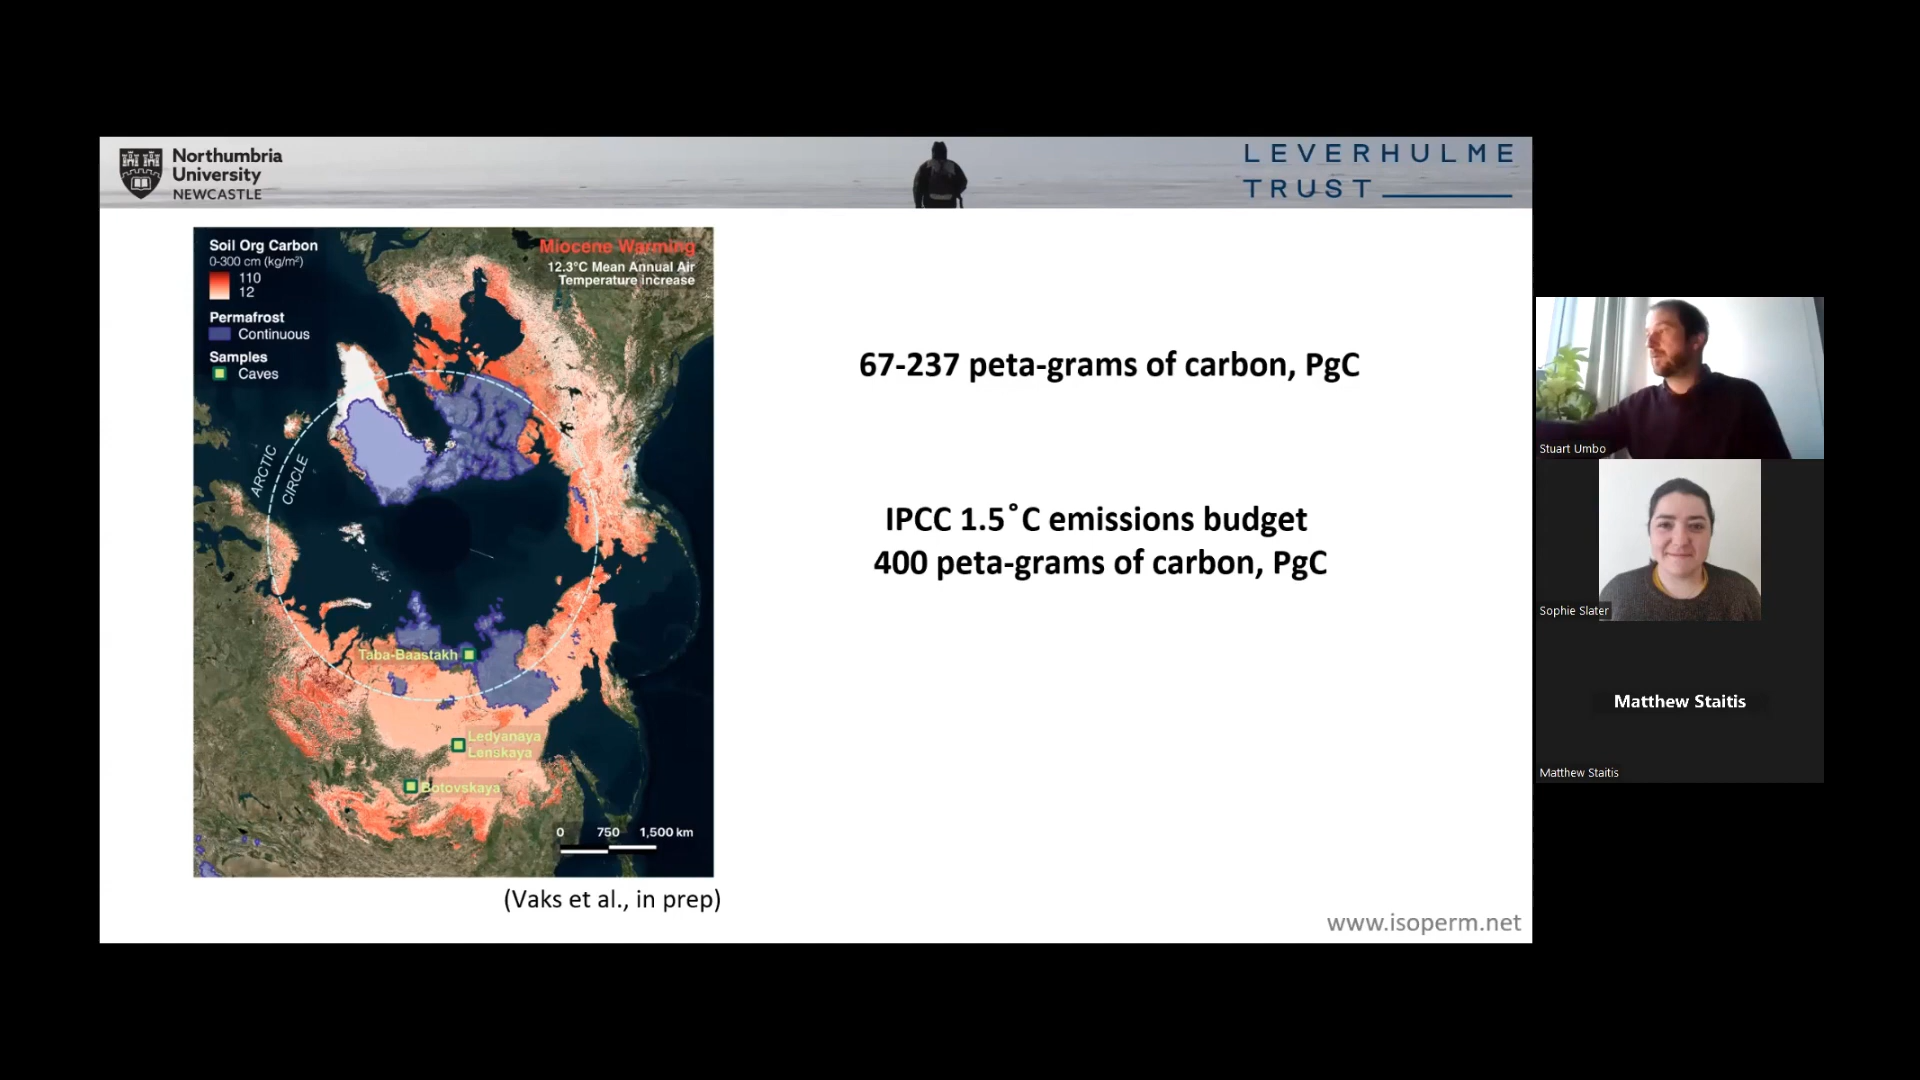 Northumbria
University
NEWCASTLE
LEVERHULME
TRUST
Soil Org Carbon
0-300 cm (kg/m²)
110
12
Permafrost
Continuous
Samples
Caves
Miocene Warming
12.3°C Mean Annual Air
Temperature increase
ARCTIC
CIRCLE
Taba-Baastakh
Ledyanaya
Lenskaya
Botovskaya
0 750 1,500 km
(Vaks et al., in prep)
67-237 peta-grams of carbon, PgC
IPCC 1.5˚C emissions budget
400 peta-grams of carbon, PgC
www.isoperm.net
Stuart Umbo
Sophie Slater
Matthew Staitis
Matthew Staitis